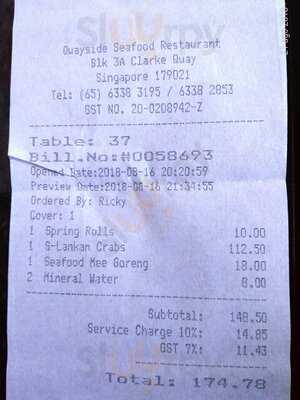 Quayside Seafood Restaurant
Blk 3A Clarke Quay
Singapore 179021
Tel: (65) 6338 3195 / 6338 2853
GST NO. 20-0208942-Z
Table: 37
Bill.No:#0058693
Opened Date:2018-08-16 20:20:59
Preview Date:2018-08-16 21:34:55
Ordered By: Ricky
Cover: 1
1 Spring Rolls 10.00
1 S-Lankan Crabs 112.50
1 Seafood Mee Goreng 18.00
2 Mineral Water 8.00
Subtotal: 148.50
Service Charge 10%: 14.85
GST 7%: 11.43
Total: 174.78